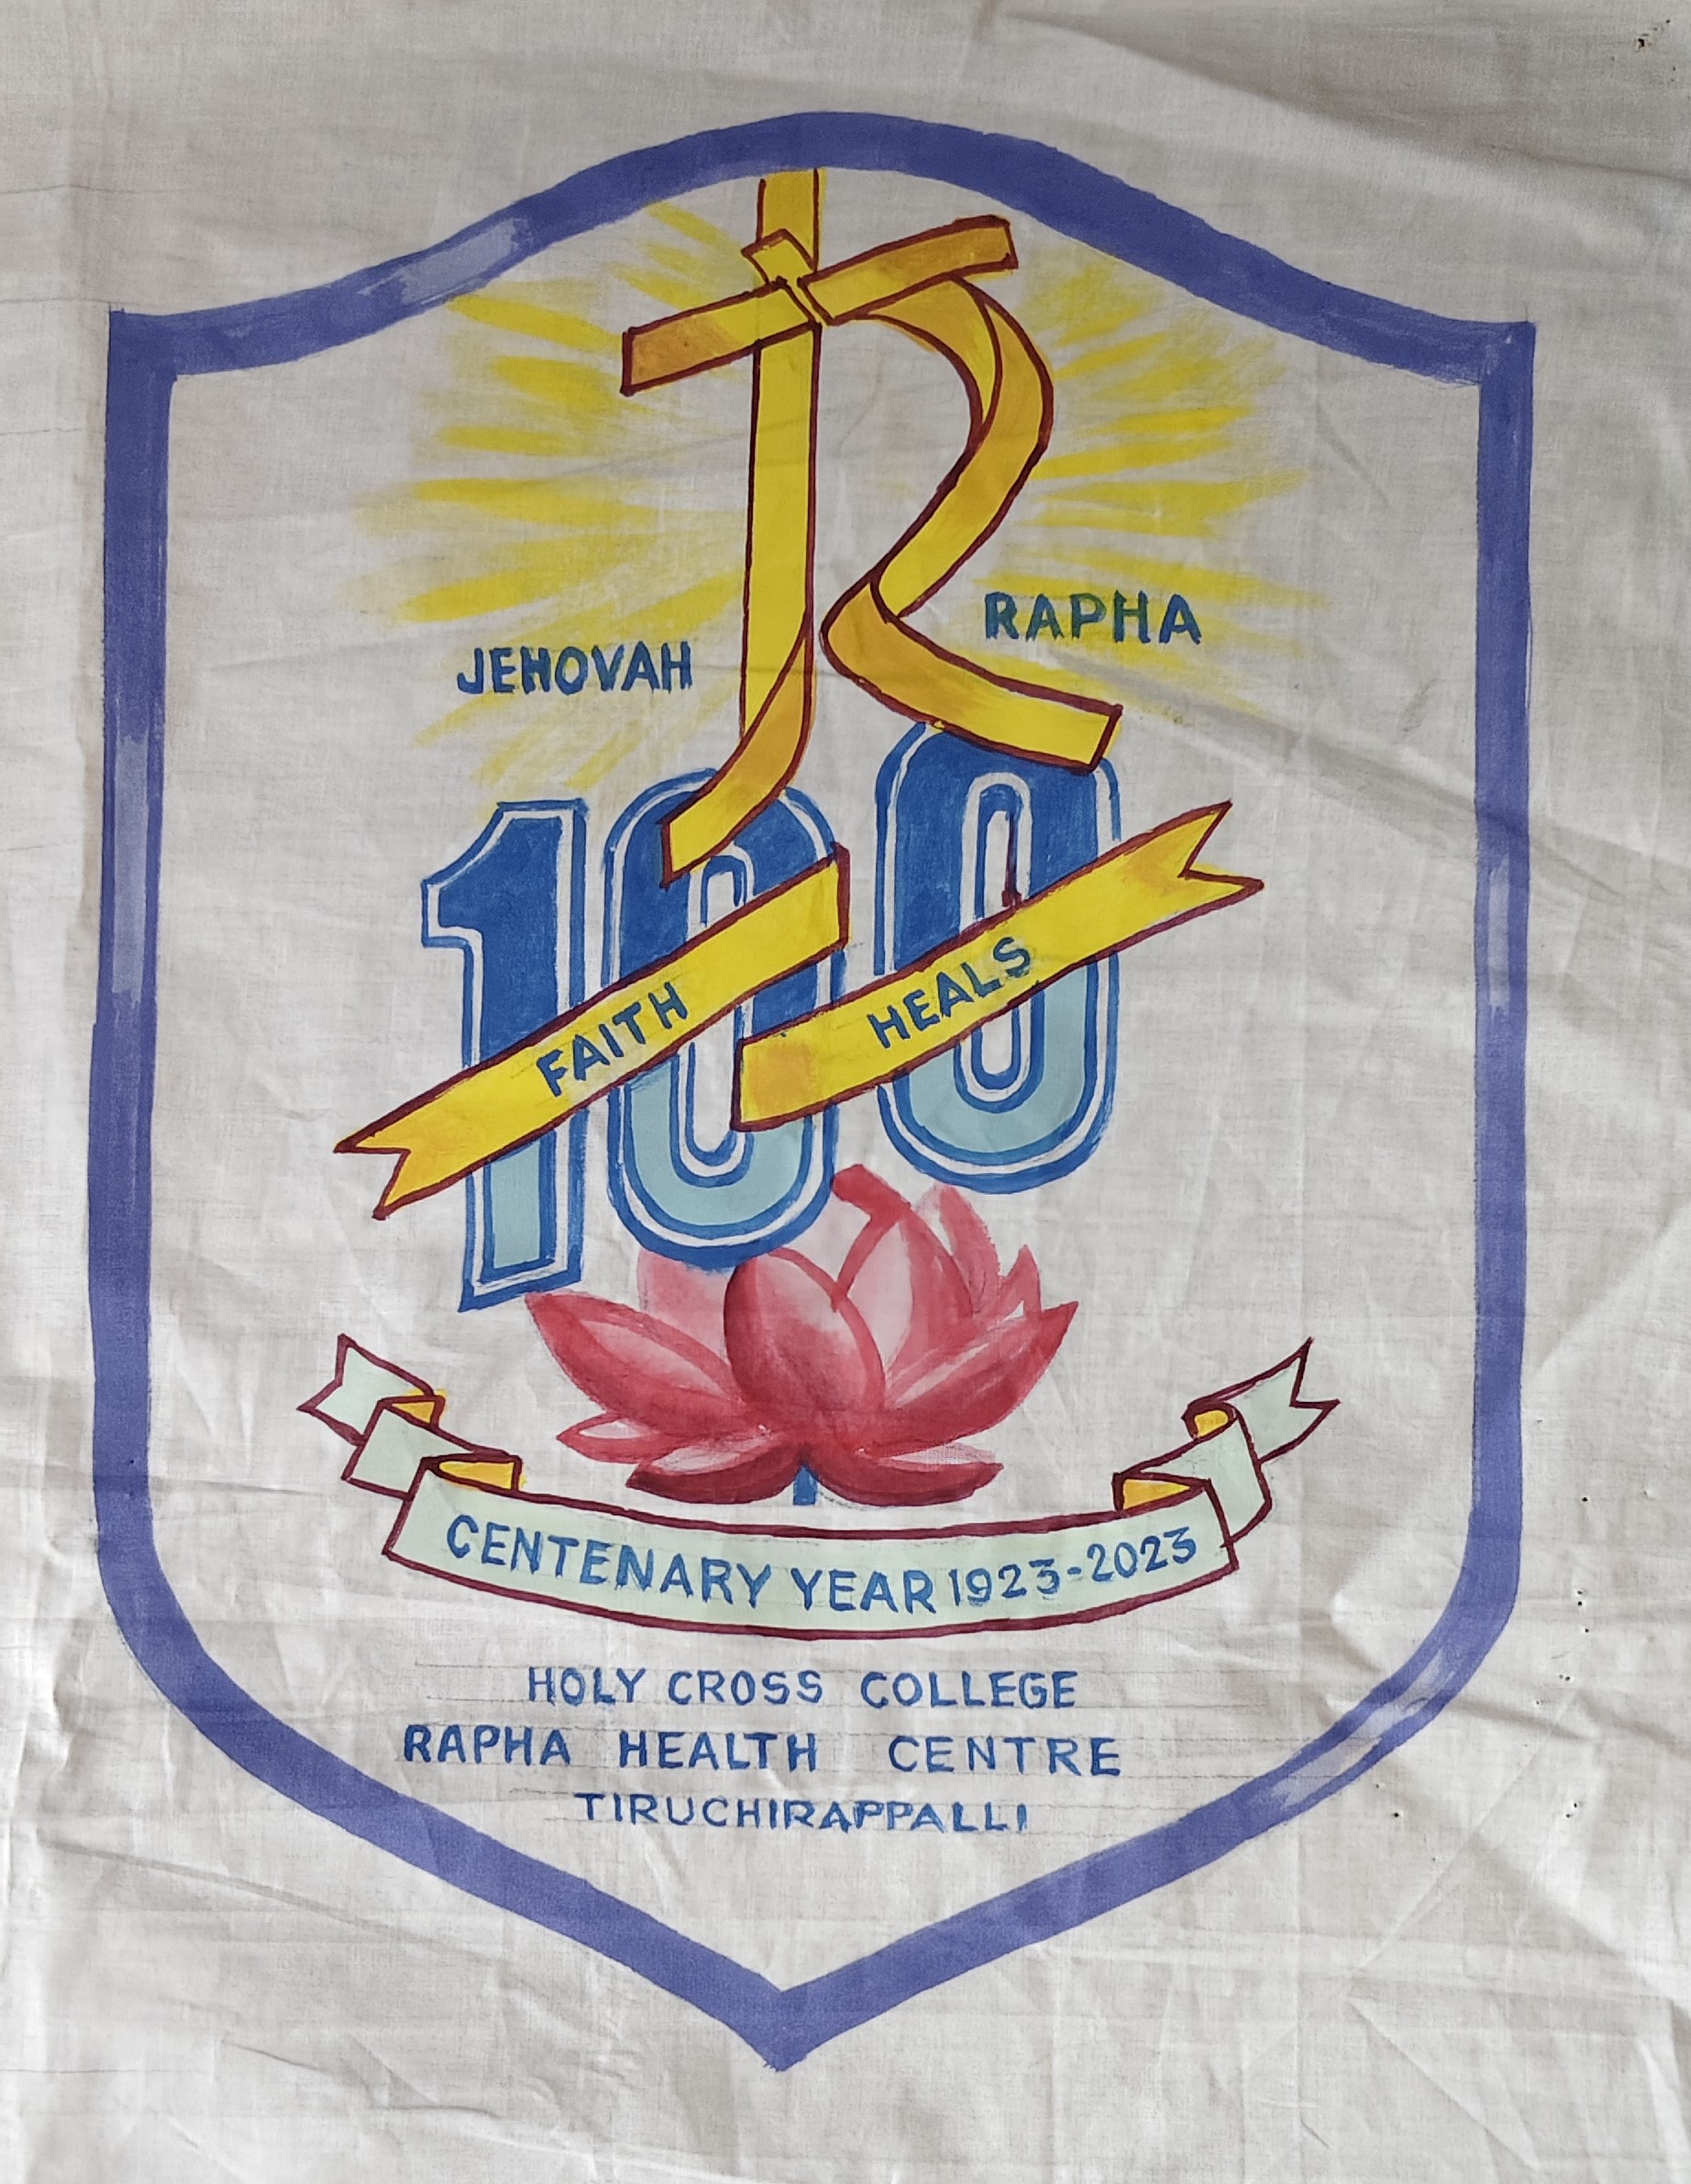 JEHOVAH RAPHA
100
FAITH HEALS
CENTENARY YEAR 1923-2023
HOLY CROSS COLLEGE
RAPHA HEALTH CENTRE
TIRUCHIRAPPALLI